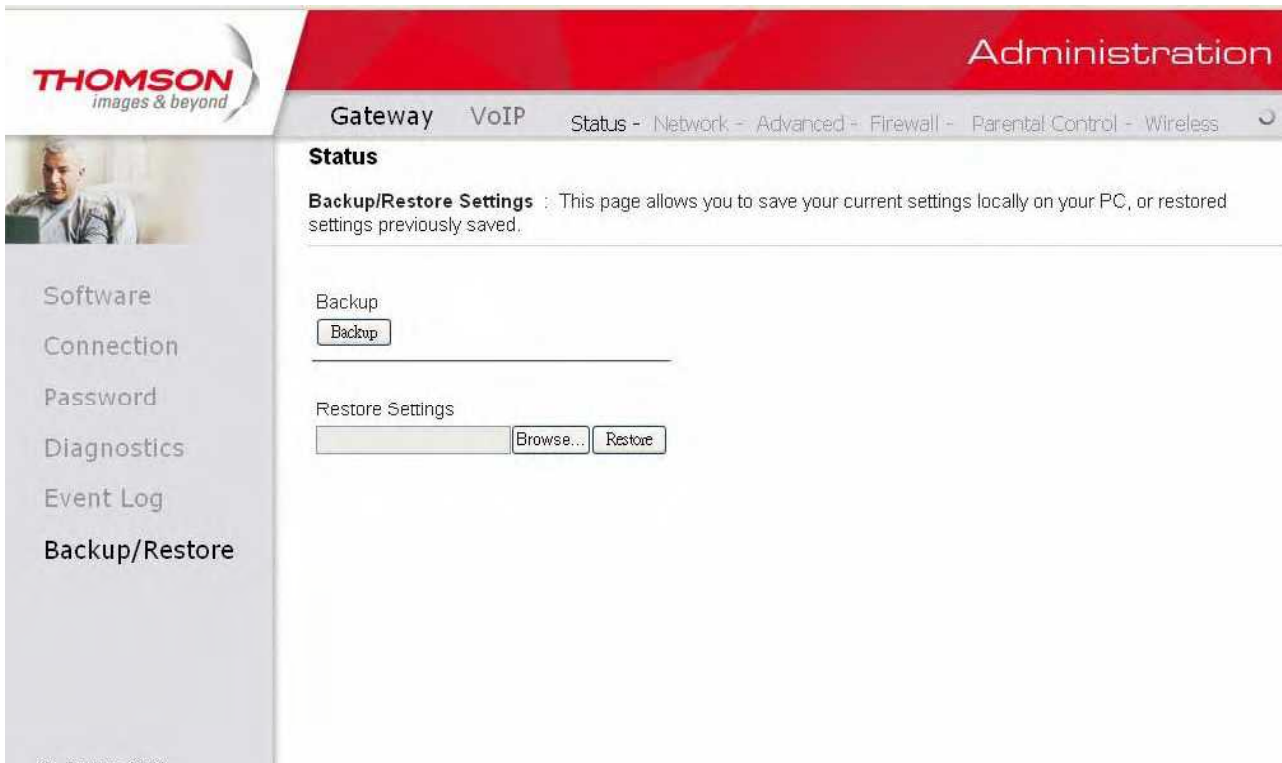 Administration
THOMSON
images & beyond
Gateway VoIP Status - Network - Advanced - Firewall - Parental Control - Wireless
Status
Backup/Restore Settings : This page allows you to save your current settings locally on your PC, or restored
settings previously saved.
Software
Connection
Password
Diagnostics
Event Log
Backup/Restore
Backup
Backup
Restore Settings
Browse... Restore